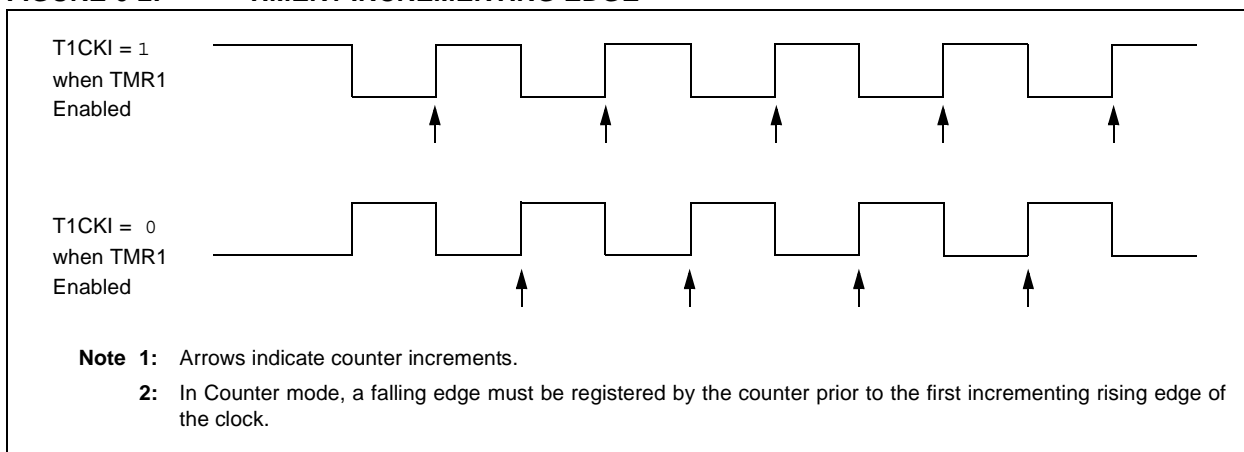 T1CKI = 1
when TMR1
Enabled
T1CKI = 0
when TMR1
Enabled
Note 1: Arrows indicate counter increments.
2: In Counter mode, a falling edge must be registered by the counter prior to the first incrementing rising edge of
the clock.